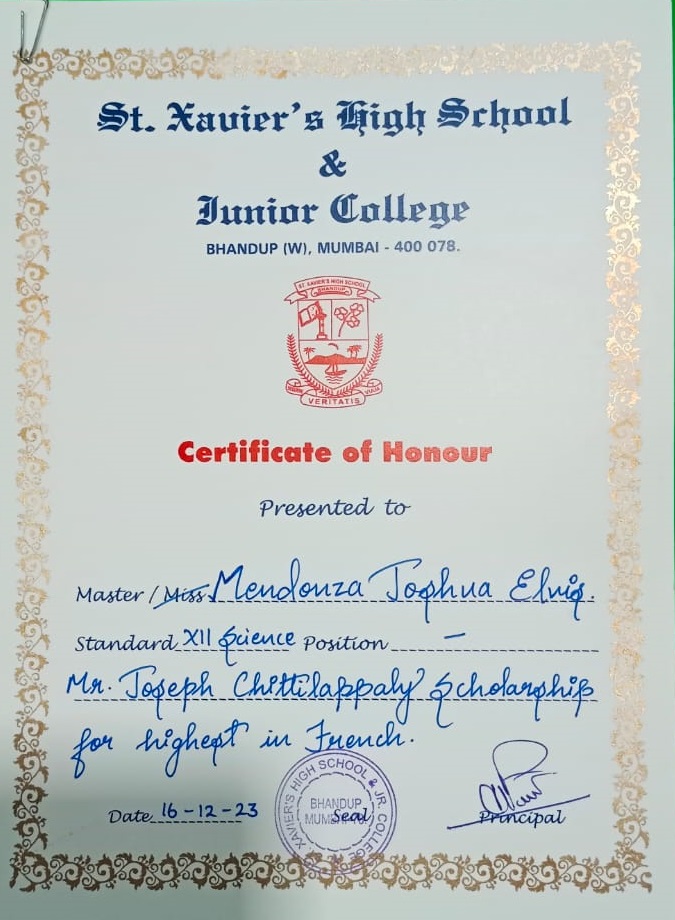 St. Xavier's High School
&
Junior College
BHANDUP (W), MUMBAI - 400 078.
ST. XAVIER'S HIGH SCHOOL
BHANDUP
VERITATIS
Certificate of Honour
Presented to
Master / Miss Mendonza Joshua Elvis.
Standard XII Science Position —
Mr. Joseph Chittilappaly Scholarship
for highest in French.
ST. XAVIER'S HIGH SCHOOL & JR. COLLEGE
BHANDUP
MUMBAI
Date 16-12-23 Seal Principal